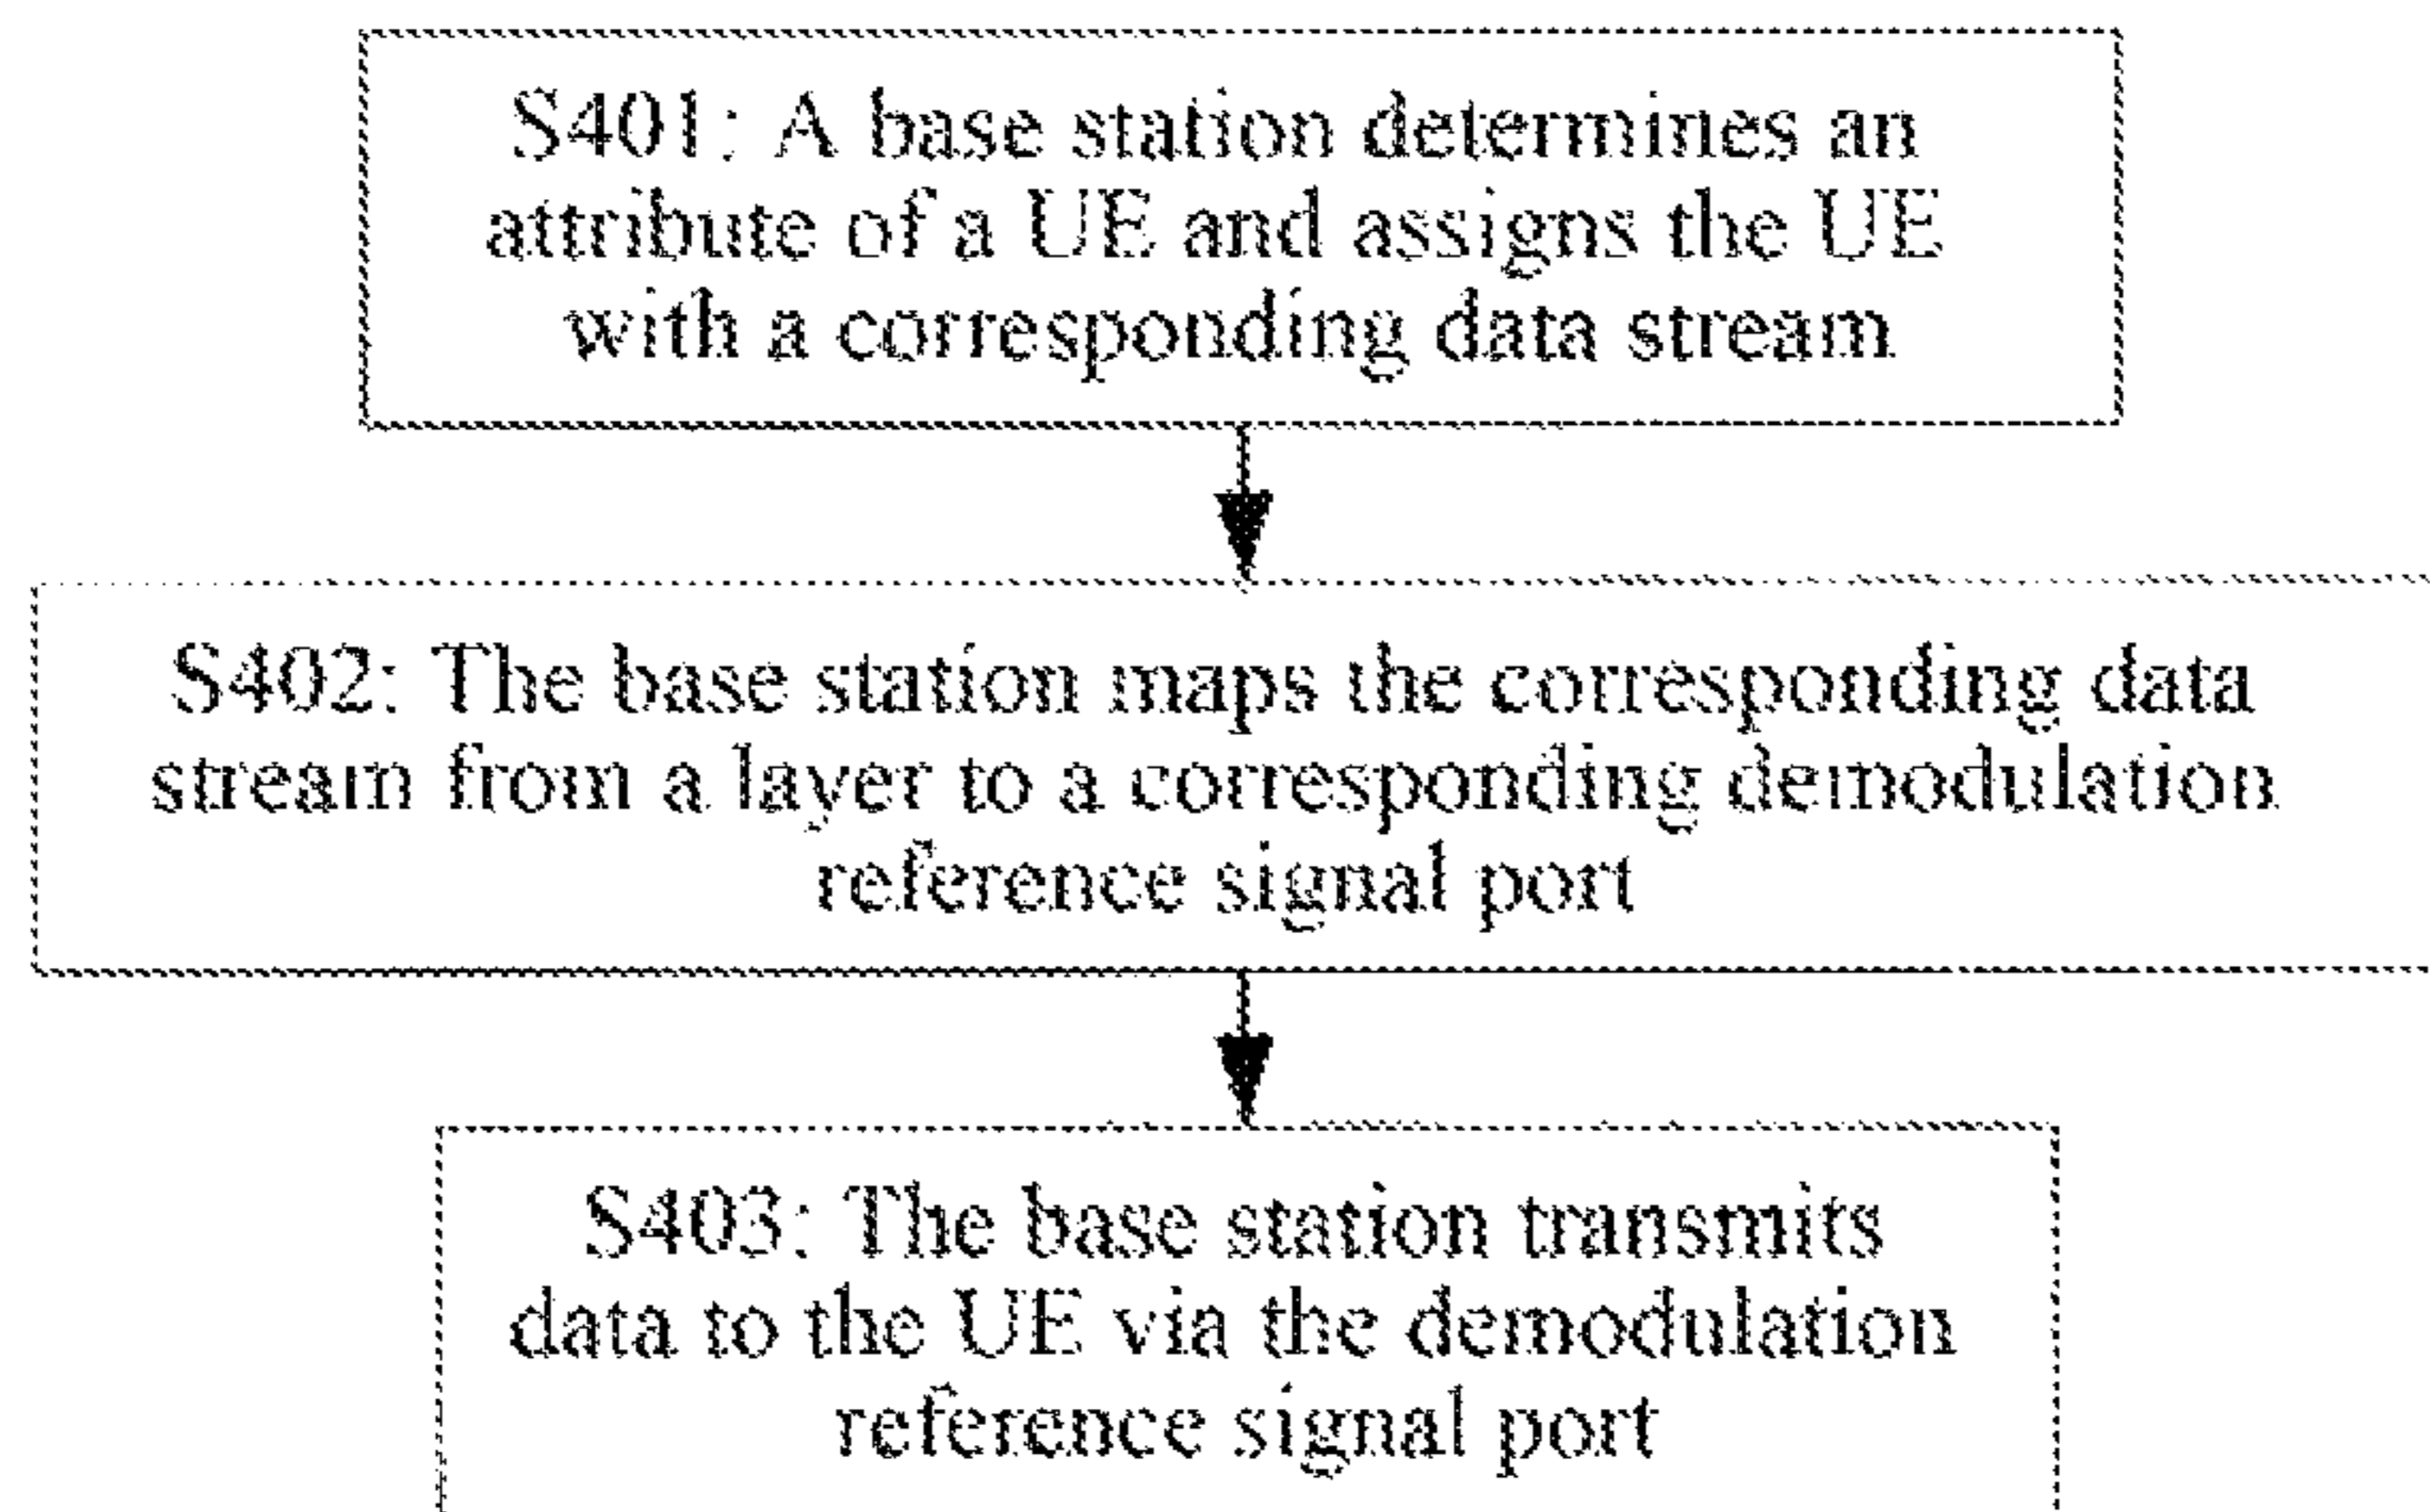 S401: A base station determines an
attribute of a UE and assigns the UE
with a corresponding data stream
S402: The base station maps the corresponding data
stream from a layer to a corresponding demodulation
reference signal port
S403: The base station transmits
data to the UE via the demodulation
reference signal port